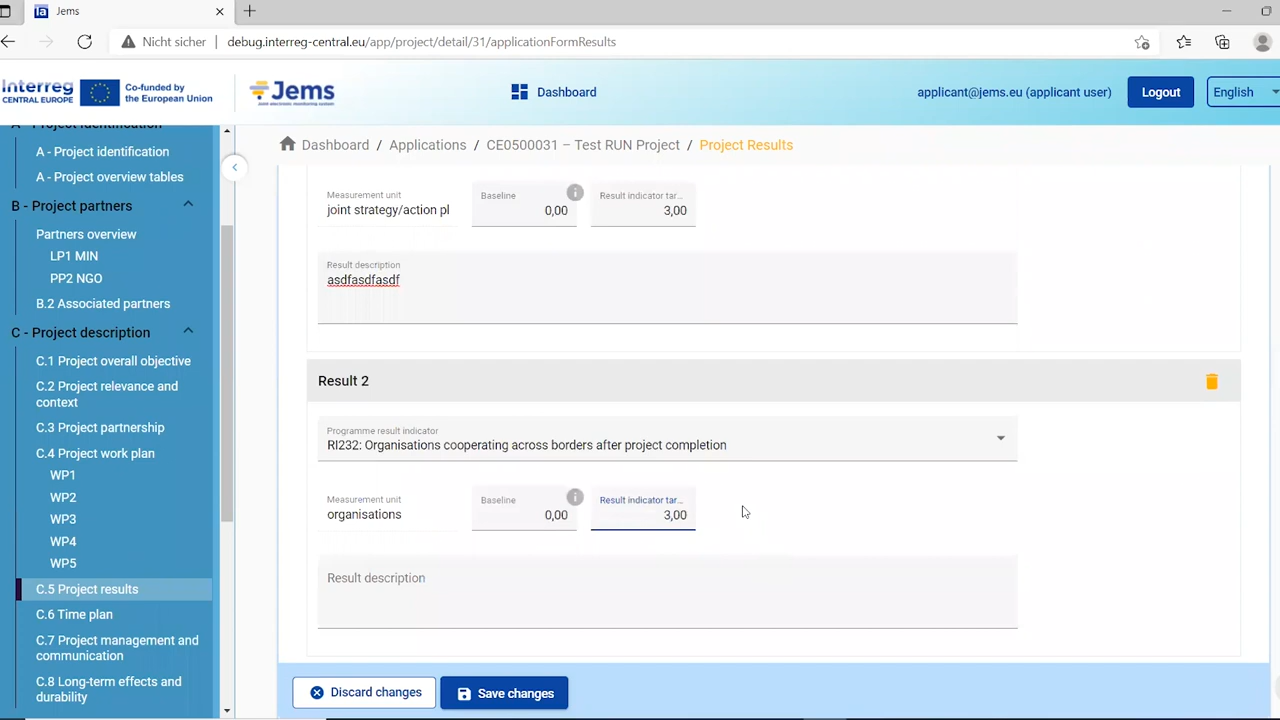 Jems
Nicht sicher
debug.interreg-central.eu/app/project/detail/31/applicationFormResults
Interreg
CENTRAL EUROPE
Co-funded by
the European Union
Jems
Joint electronic monitoring system
Dashboard
applicant@jems.eu (applicant user)
Logout
English
A - Project identification
A - Project identification
A - Project overview tables
B - Project partners
Partners overview
LP1 MIN
PP2 NGO
B.2 Associated partners
C - Project description
C.1 Project overall objective
C.2 Project relevance and
context
C.3 Project partnership
C.4 Project work plan
WP1
WP2
WP3
WP4
WP5
C.5 Project results
C.6 Time plan
C.7 Project management and
communication
C.8 Long-term effects and
durability
Dashboard / Applications / CE0500031 – Test RUN Project / Project Results
Measurement unit
joint strategy/action pl
Baseline
0,00
Result indicator tar...
3,00
Result description
asdfasdfasdf
Result 2
Programme result indicator
RI232: Organisations cooperating across borders after project completion
Measurement unit
organisations
Baseline
0,00
Result indicator tar...
3,00
Result description
Discard changes
Save changes